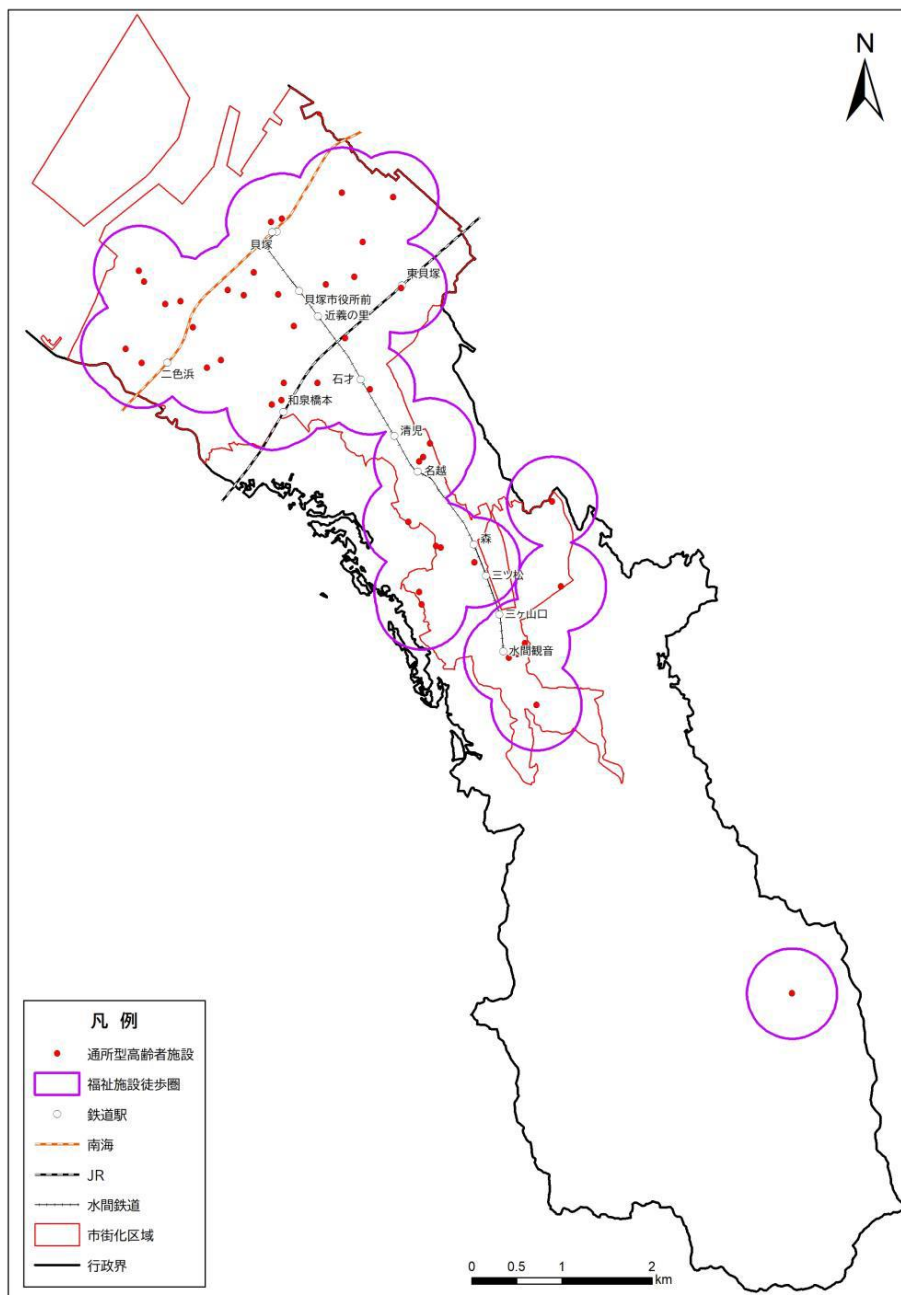 N
貝塚
東貝塚
貝塚市役所前
近義の里
二色浜
石才
和泉橋本
清児
名越
森
三ツ松
三ヶ山口
水間観音
凡 例
通所型高齢者施設
福祉施設徒歩圏
鉄道駅
南海
JR
水間鉄道
市街化区域
行政界
0 0.5 1 2
km